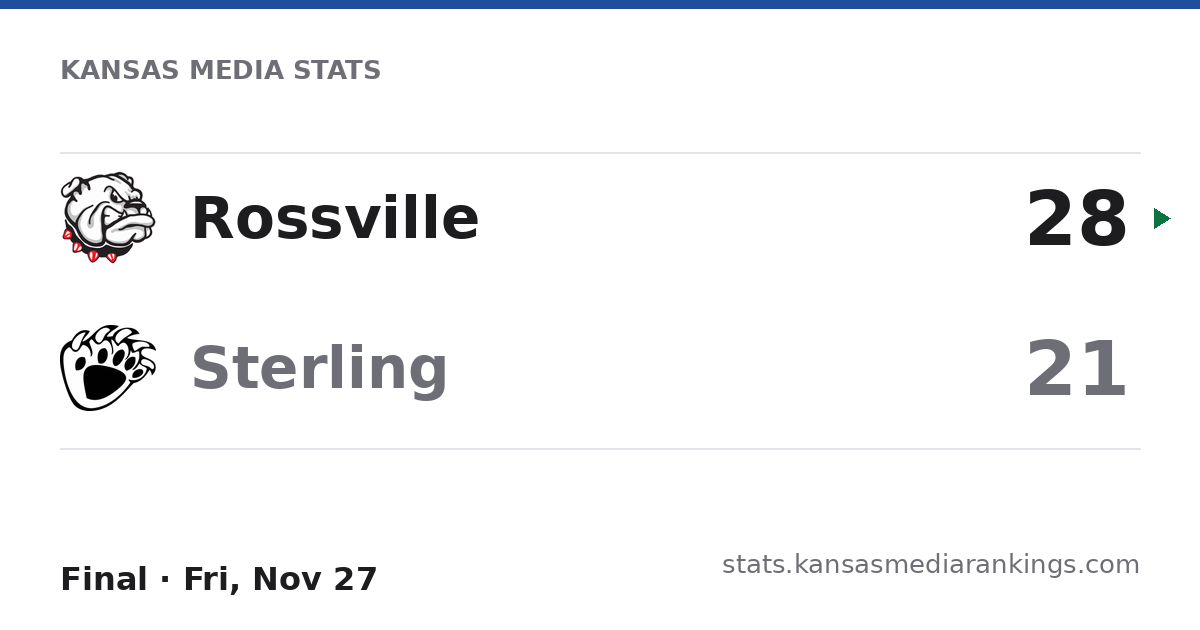 KANSAS MEDIA STATS
Rossville 28
Sterling 21
Final · Fri, Nov 27
stats.kansasmediarankings.com